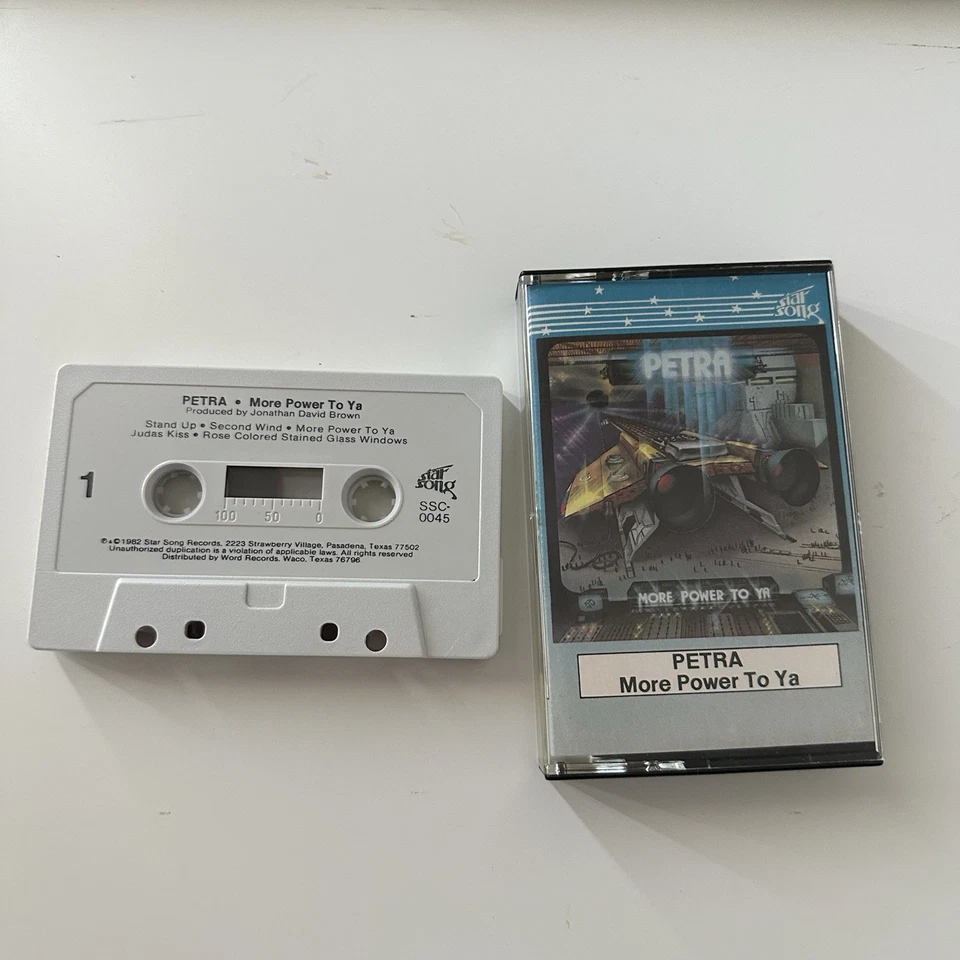 PETRA • More Power To Ya
Produced by Jonathan David Brown
Stand Up • Second Wind • More Power To Ya
Judas Kiss • Rose Colored Stained Glass Windows
1
100 50 0
star song
SSC-
0045
℗&©1982 Star Song Records, 2223 Strawberry Village, Pasadena, Texas 77502
Unauthorized duplication is a violation of applicable laws. All rights reserved
Distributed by Word Records, Waco, Texas 76796
star song
PETRA
MORE POWER TO YA
PETRA
More Power To Ya